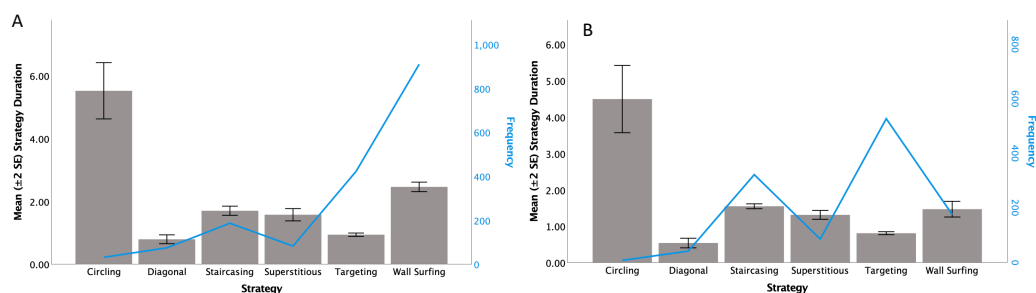 A
Mean (±2 SE) Strategy Duration
6.00
4.00
2.00
0.00
1,000
800
600
400
200
0
Frequency
Circling Diagonal Staircasing Superstitious Targeting Wall Surfing
Strategy
B
Mean (±2 SE) Strategy Duration
6.00
5.00
4.00
3.00
2.00
1.00
0.00
800
600
400
200
0
Frequency
Circling Diagonal Staircasing Superstitious Targeting Wall Surfing
Strategy